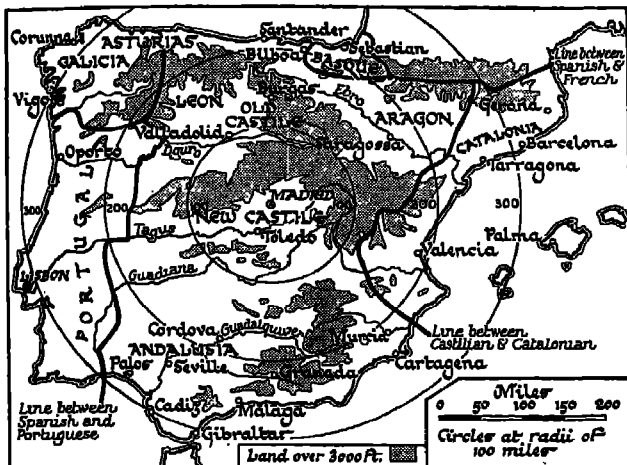 Corunna
ASTURIAS
Santander
Sebastian
GALICIA
Bilboa
BASQUE
Line between
Spanish &
French
Vigo
LEON
Burgos
Ebro
Gerona
OLD
CASTILE
ARAGON
CATALONIA
Valladolid
Saragossa
Barcelona
Oporto
Douro
Tarragona
PORTUGAL
MADRID
300
200
100
200
300
NEW CASTILE
Palma
Tagus
Toledo
Valencia
LISBON
Guadiana
Cordova
Guadalquivir
Murcia
Line between
Castilian & Catalonian
ANDALUSIA
Palos
Seville
Granada
Cartagena
Line between
Spanish and
Portuguese
Cadiz
Malaga
Gibraltar
Miles
0 50 100 150 200
Circles at radii of
100 miles
Land over 3000 ft.